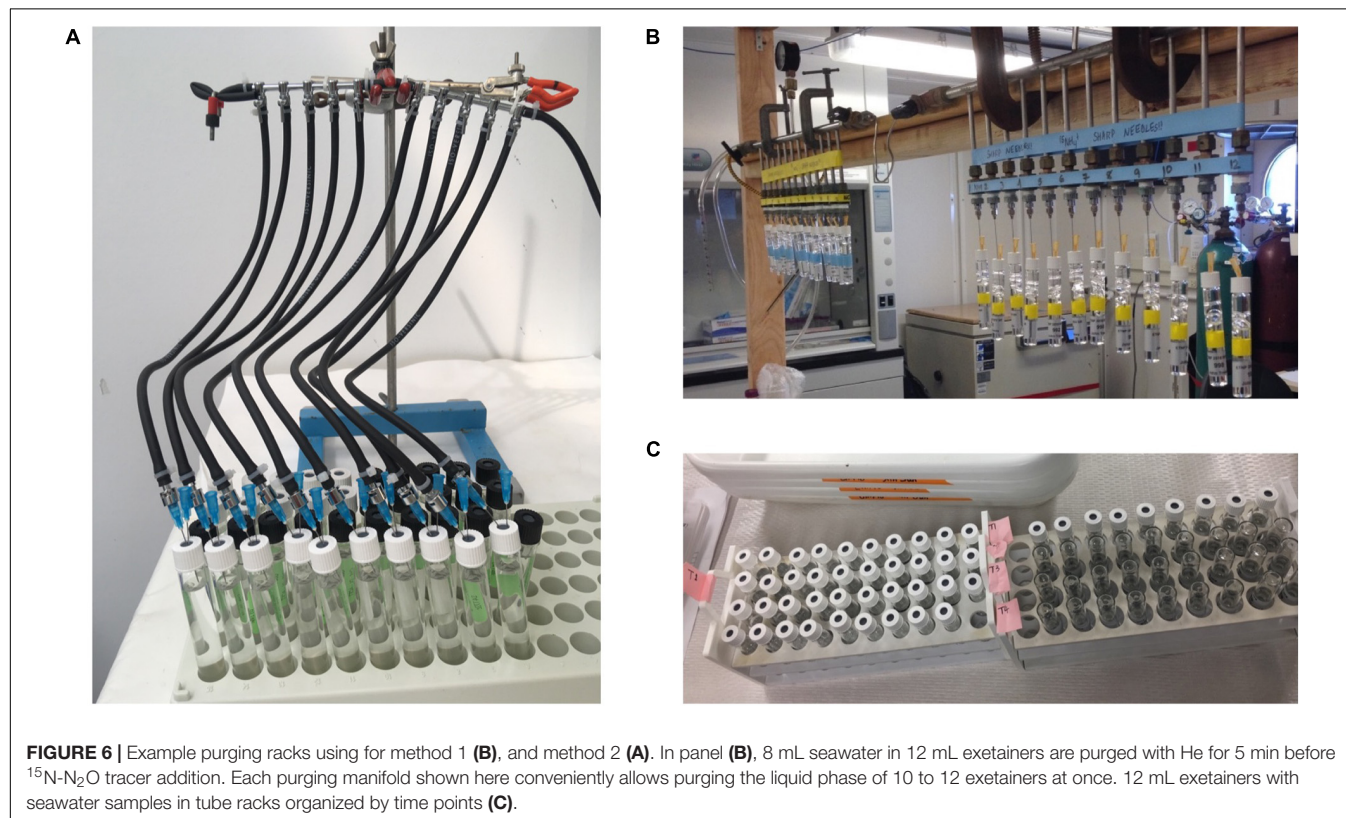 A
B
C
SHARP NEEDLES!!
2 3 4 5 6 7 8 9 10 11 12
T1
T1
T3
T4
FIGURE 6 | Example purging racks using for method 1 (B), and method 2 (A). In panel (B), 8 mL seawater in 12 mL exetainers are purged with He for 5 min before
¹⁵N-N₂O tracer addition. Each purging manifold shown here conveniently allows purging the liquid phase of 10 to 12 exetainers at once. 12 mL exetainers with
seawater samples in tube racks organized by time points (C).